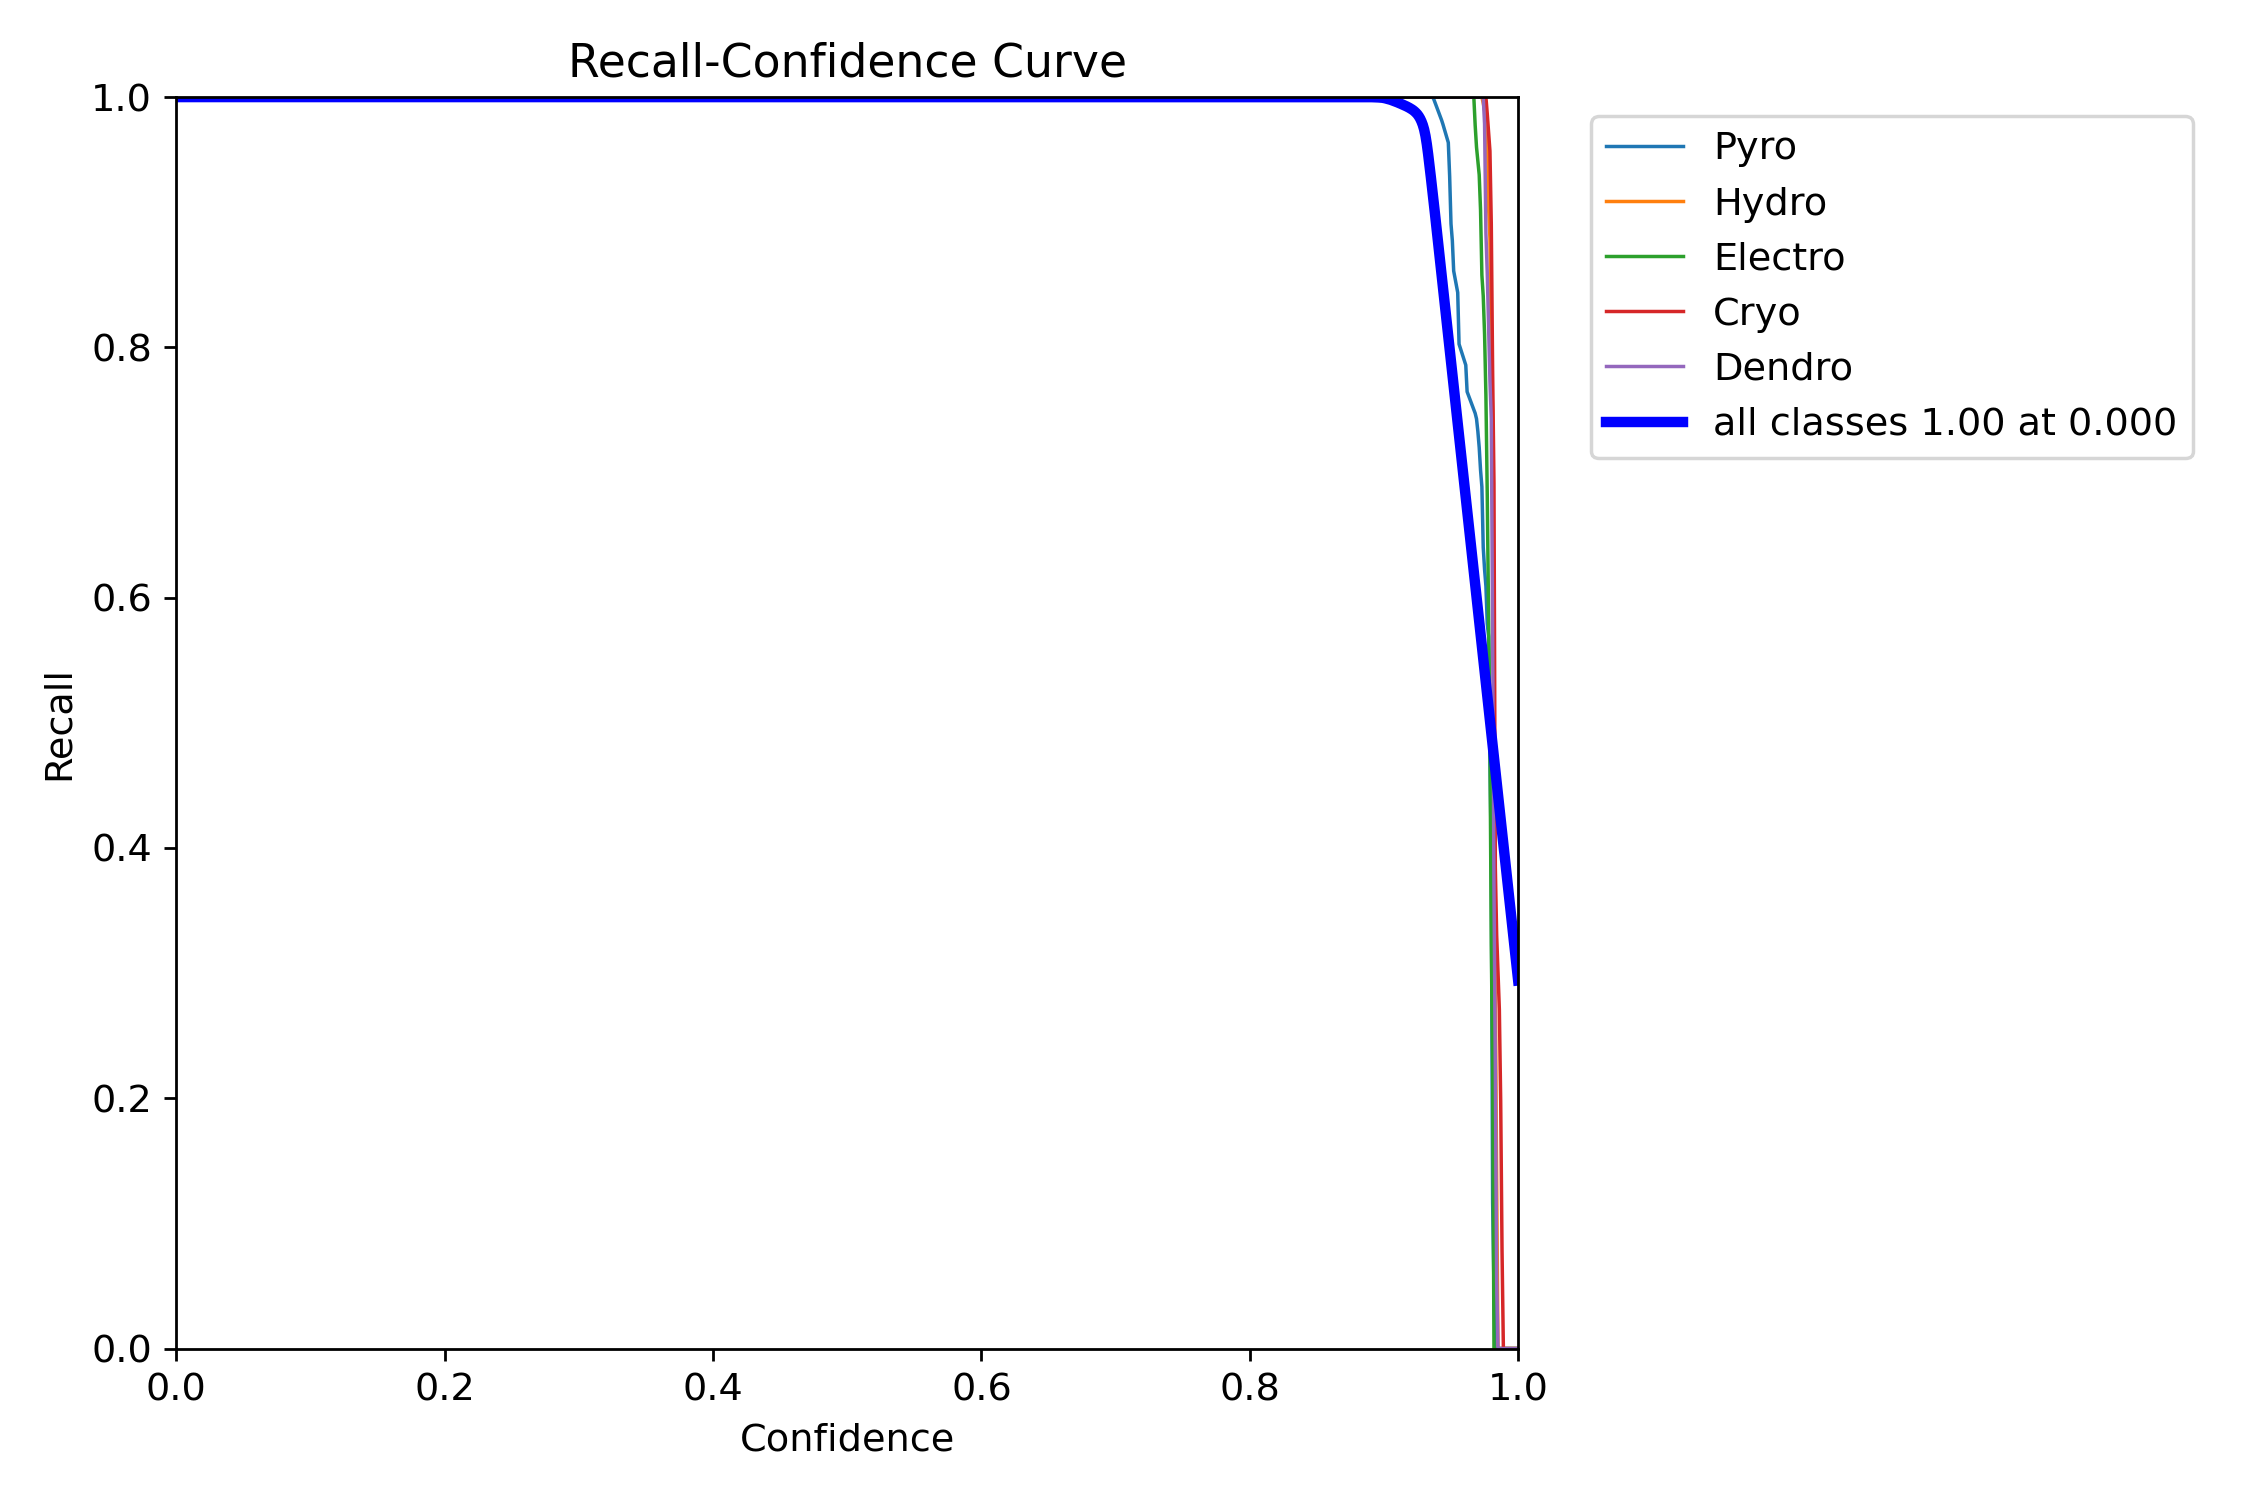 Recall-Confidence Curve
1.0
0.8
0.6
0.4
0.2
0.0
Recall
0.0 0.2 0.4 0.6 0.8 1.0
Confidence
Pyro
Hydro
Electro
Cryo
Dendro
all classes 1.00 at 0.000